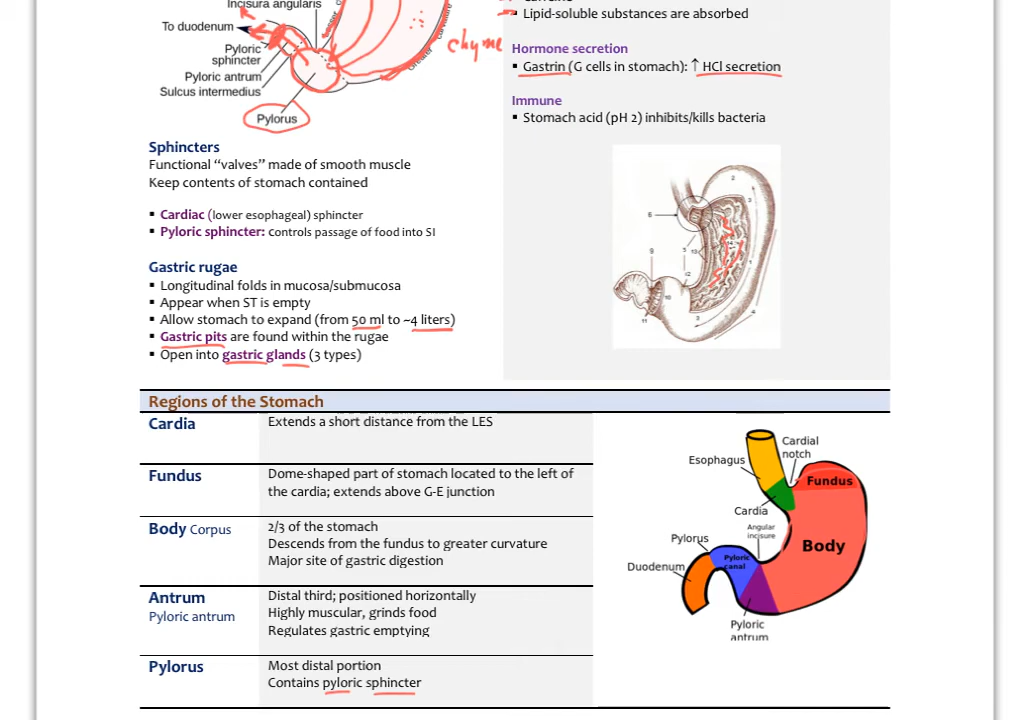 Incisura angularis
To duodenum
Pyloric
sphincter
Pyloric antrum
Sulcus intermedius
Pylorus
curvature
chyme
Sphincters
Functional “valves” made of smooth muscle
Keep contents of stomach contained
▪ Cardiac (lower esophageal) sphincter
▪ Pyloric sphincter: controls passage of food into SI
Gastric rugae
▪ Longitudinal folds in mucosa/submucosa
▪ Appear when ST is empty
▪ Allow stomach to expand (from 50 ml to ~4 liters)
▪ Gastric pits are found within the rugae
▪ Open into gastric glands (3 types)
▪ Lipid-soluble substances are absorbed
Hormone secretion
▪ Gastrin (G cells in stomach): ↑ HCl secretion
Immune
▪ Stomach acid (pH 2) inhibits/kills bacteria
Regions of the Stomach
Cardia
Extends a short distance from the LES
Fundus
Dome-shaped part of stomach located to the left of
the cardia; extends above G-E junction
Body Corpus
2/3 of the stomach
Descends from the fundus to greater curvature
Major site of gastric digestion
Antrum
Pyloric antrum
Distal third; positioned horizontally
Highly muscular, grinds food
Regulates gastric emptying
Pylorus
Most distal portion
Contains pyloric sphincter
Cardial
notch
Esophagus
Fundus
Cardia
Angular
incisure
Pylorus
Body
Pyloric
canal
Duodenum
Pyloric
antrum